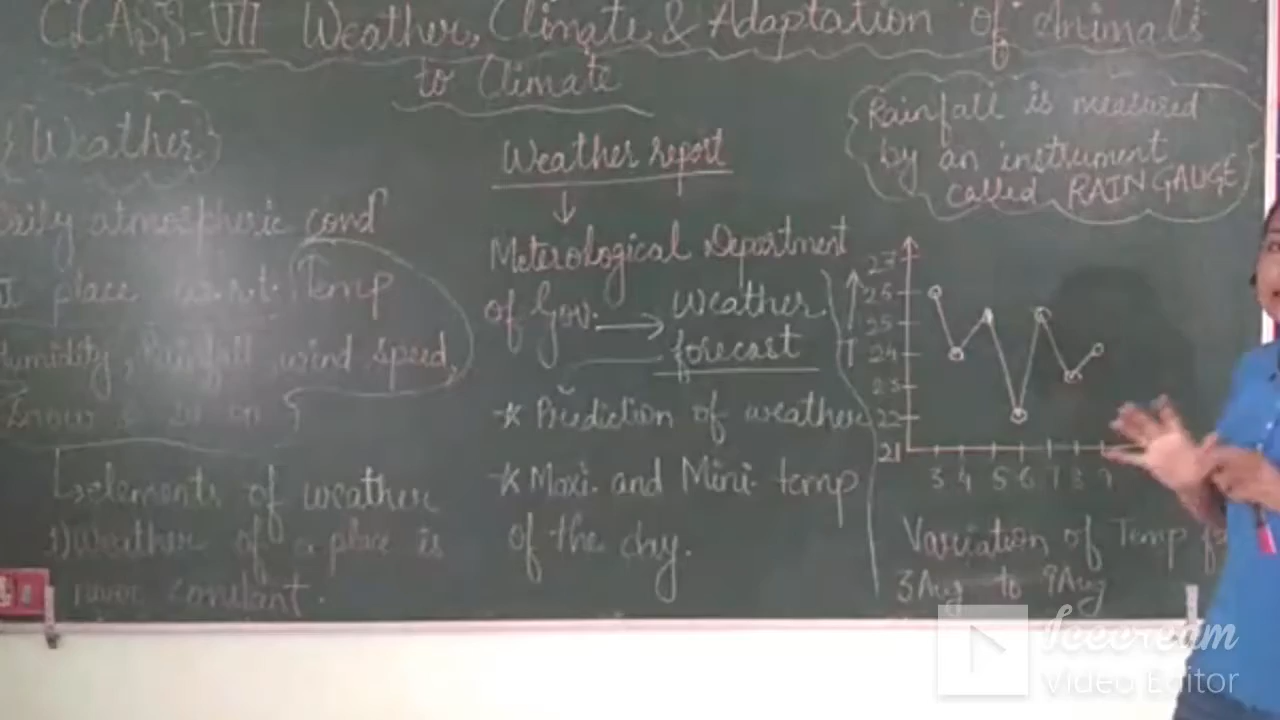 CLASS-VII Weather, Climate & Adaptation of Animals
to Climate
Weather
Daily atmospheric cond
place w.r.t. Temp
Humidity, Rainfall, wind speed,
elements of weather
1) Weather of a place is
never constant.
Weather report
Meterological Department
of Gov. → Weather
forecast
* Prediction of weather
* Maxi. and Mini. temp
of the day.
Rainfall is measured
by an instrument
called RAIN GAUGE
27
25
25
24
23
22
21
3 4 5 6 7 8 9
Variation of Temp
3 Aug to 9 Aug
Icecream
Video Editor